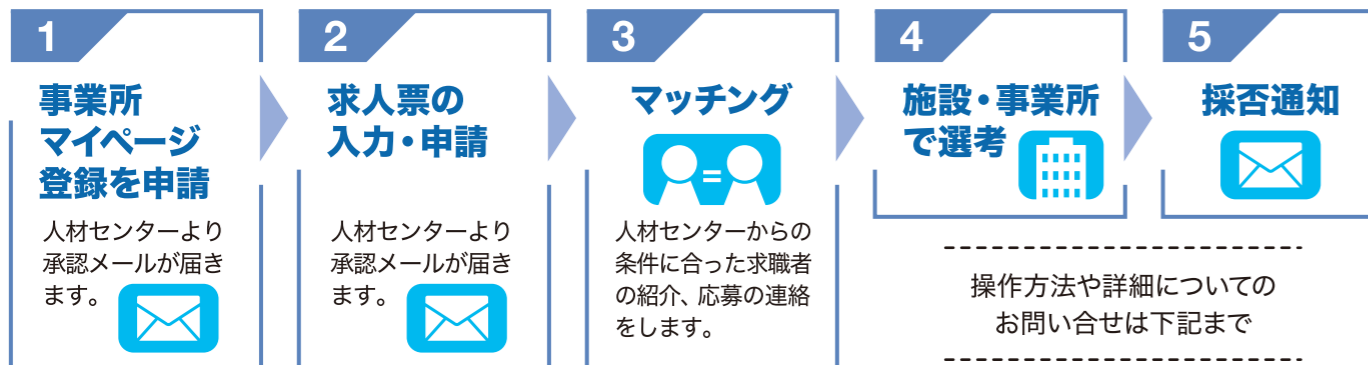 1
事業所
マイページ
登録を申請
人材センターより
承認メールが届き
ます。
2
求人票の
入力・申請
人材センターより
承認メールが届き
ます。
3
マッチング
=
人材センターからの
条件に合った求職者
の紹介、応募の連絡
をします。
4
施設・事業所
で選考
5
採否通知
操作方法や詳細についての
お問い合せは下記まで